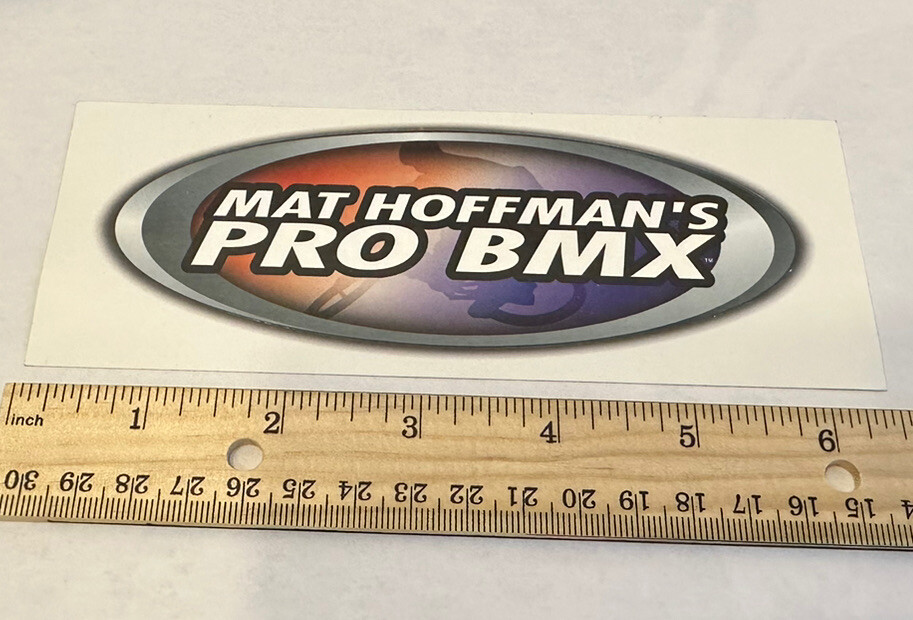 MAT HOFFMAN'S
PRO BMX
™
inch 1 2 3 4 5 6
30 29 28 27 26 25 24 23 22 21 20 19 18 17 16 15